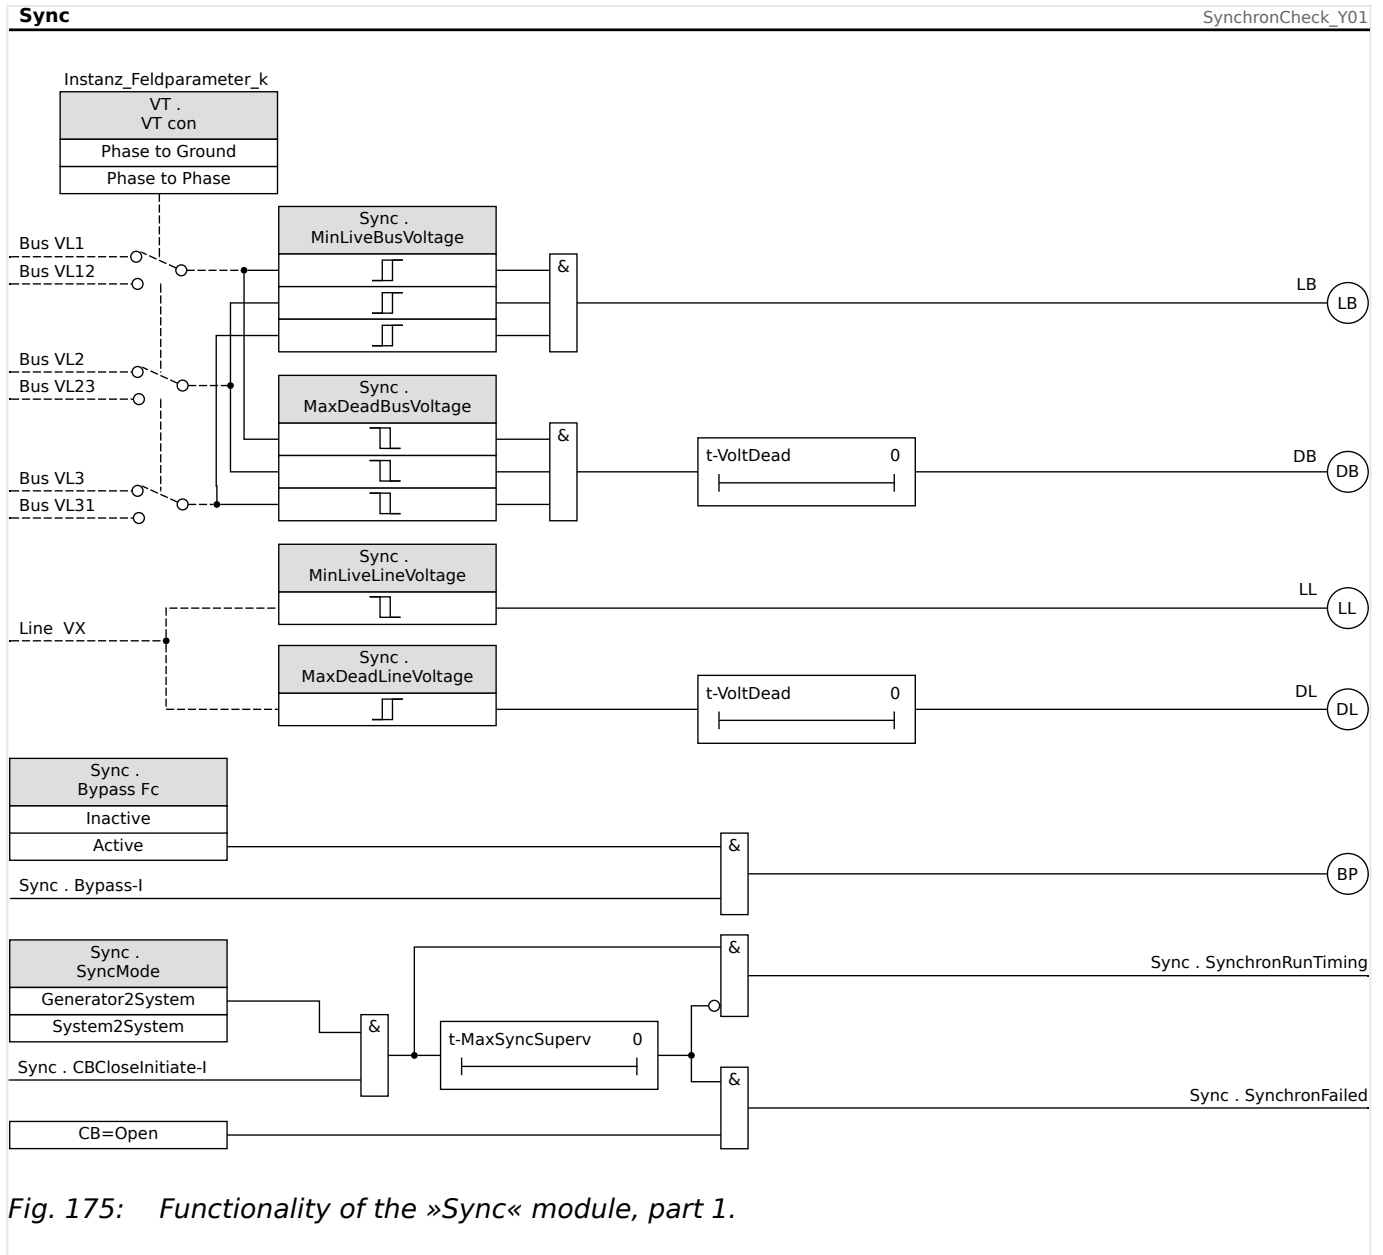 Sync
SynchronCheck_Y01
Instanz_Feldparameter_k
VT .
VT con
Phase to Ground
Phase to Phase
Bus VL1
Bus VL12
Bus VL2
Bus VL23
Bus VL3
Bus VL31
Sync .
MinLiveBusVoltage
&
LB
LB
Sync .
MaxDeadBusVoltage
&
t-VoltDead 0
DB
DB
Sync .
MinLiveLineVoltage
LL
LL
Line VX
Sync .
MaxDeadLineVoltage
t-VoltDead 0
DL
DL
Sync .
Bypass Fc
Inactive
Active
Sync . Bypass-I
&
BP
Sync .
SyncMode
Generator2System
System2System
Sync . CBCloseInitiate-I
&
t-MaxSyncSuperv 0
&
Sync . SynchronRunTiming
&
Sync . SynchronFailed
CB=Open
Fig. 175: Functionality of the »Sync« module, part 1.